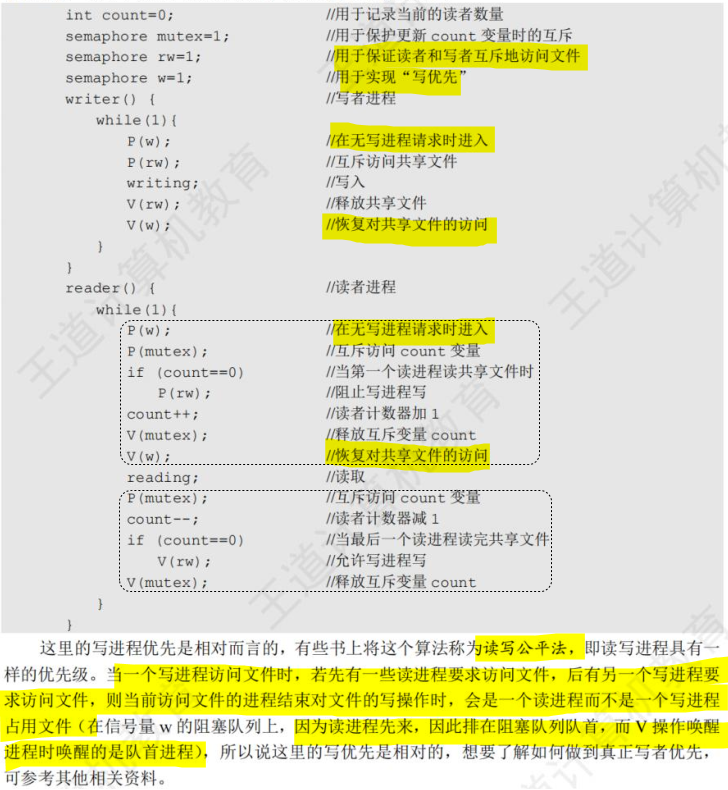 int count=0; //用于记录当前的读者数量
semaphore mutex=1; //用于保护更新 count 变量时的互斥
semaphore rw=1; //用于保证读者和写者互斥地访问文件
semaphore w=1; //用于实现“写优先”
writer() { //写者进程
while(1){
P(w); //在无写进程请求时进入
P(rw); //互斥访问共享文件
writing; //写入
V(rw); //释放共享文件
V(w); //恢复对共享文件的访问
}
}
reader() { //读者进程
while(1){
P(w); //在无写进程请求时进入
P(mutex); //互斥访问 count 变量
if (count==0) //当第一个读进程读共享文件时
P(rw); //阻止写进程写
count++; //读者计数器加 1
V(mutex); //释放互斥变量 count
V(w); //恢复对共享文件的访问
reading; //读取
P(mutex); //互斥访问 count 变量
count--; //读者计数器减 1
if (count==0) //当最后一个读进程读完共享文件
V(rw); //允许写进程写
V(mutex); //释放互斥变量 count
}
}
这里的写进程优先是相对而言的，有些书上将这个算法称为读写公平法，即读写进程具有一
样的优先级。当一个写进程访问文件时，若先有一些读进程要求访问文件，后有另一个写进程要
求访问文件，则当前访问文件的进程结束对文件的写操作时，会是一个读进程而不是一个写进程
占用文件（在信号量 w 的阻塞队列上，因为读进程先来，因此排在阻塞队列队首，而 V 操作唤醒
进程时唤醒的是队首进程），所以说这里的写优先是相对的，想要了解如何做到真正写者优先，
可参考其他相关资料。
王道计算机教育
王道计算机教育